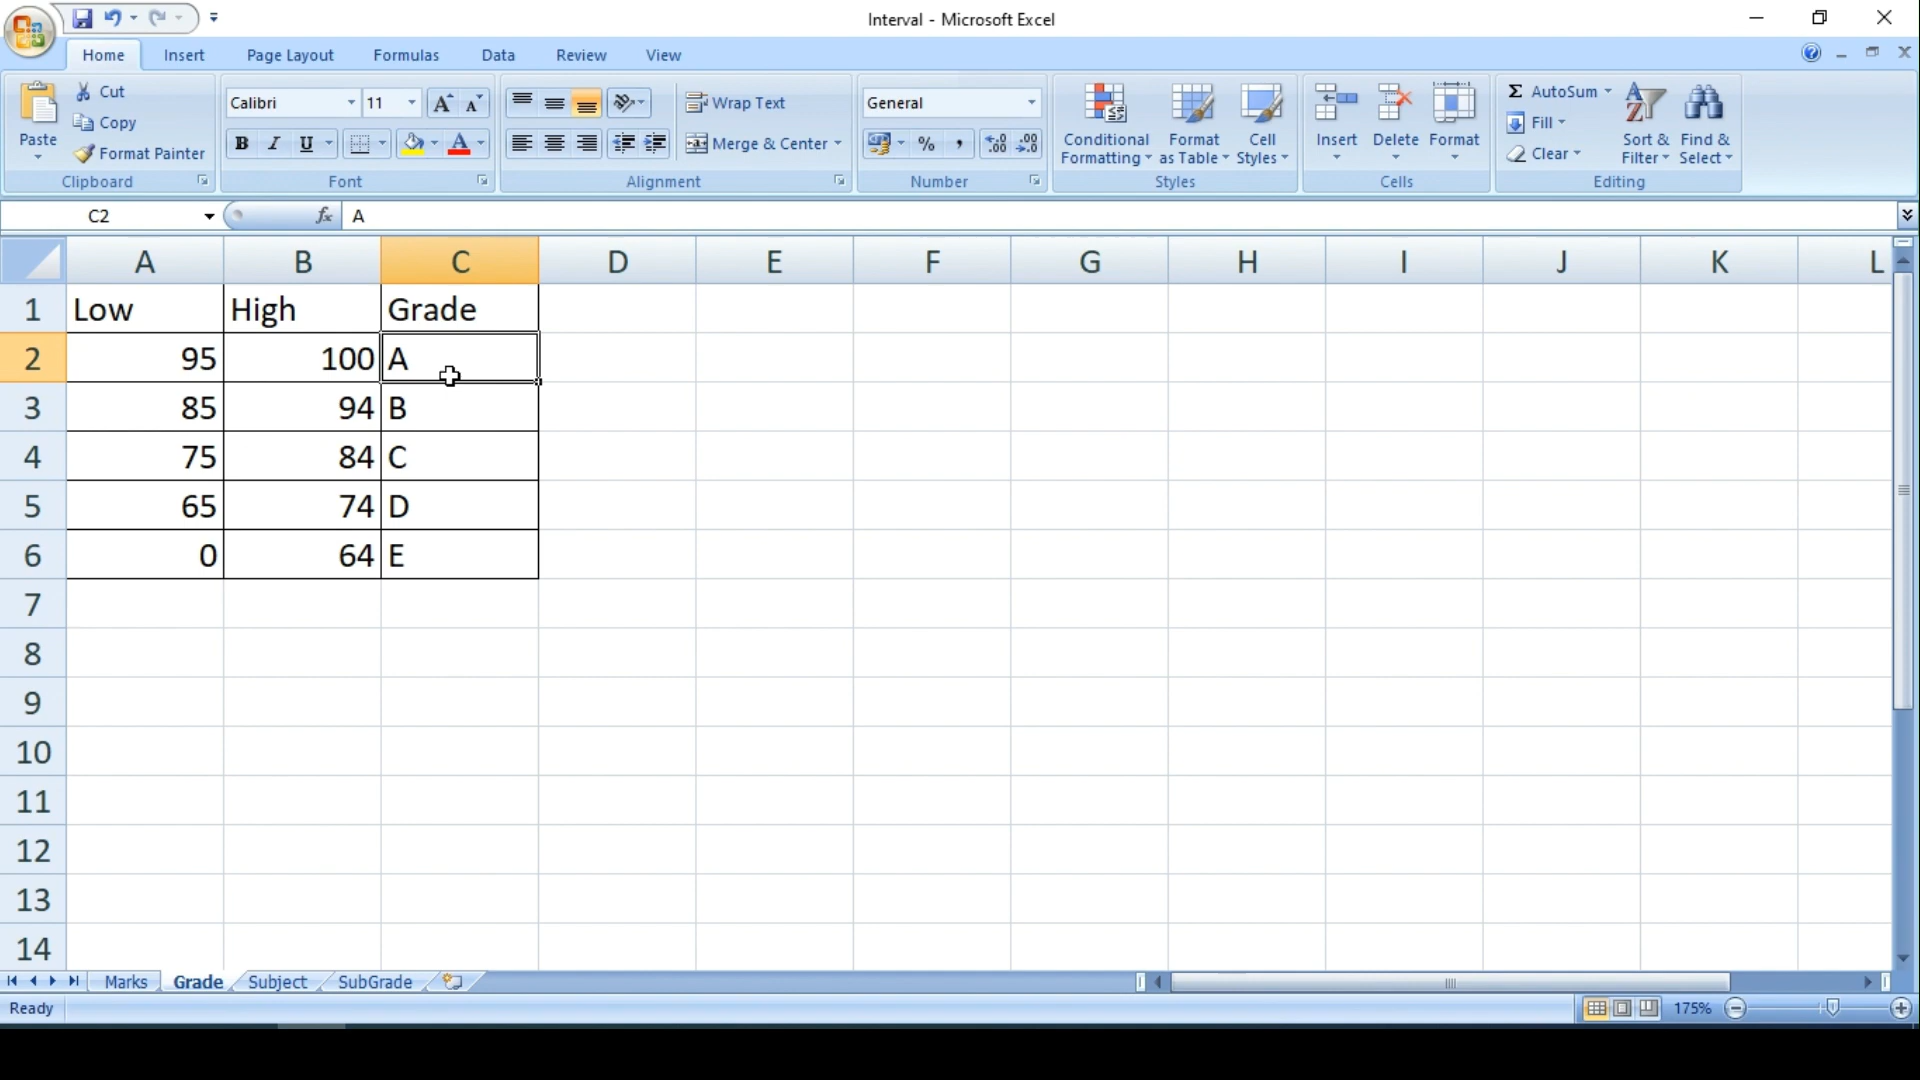 Interval - Microsoft Excel
Home Insert Page Layout Formulas Data Review View
Paste
Cut
Copy
Format Painter
Clipboard
Calibri 11
B I U
Font
Wrap Text
Merge & Center
Alignment
General
%
Number
Conditional Formatting
Format as Table
Cell Styles
Styles
Insert Delete Format
Cells
Σ AutoSum
Fill
Clear
Sort & Filter
Find & Select
Editing
C2 fx A
A B C D E F G H I J K L
1 Low High Grade
2 95 100 A
3 85 94 B
4 75 84 C
5 65 74 D
6 0 64 E
7
8
9
10
11
12
13
14
Marks Grade Subject SubGrade
Ready 175%